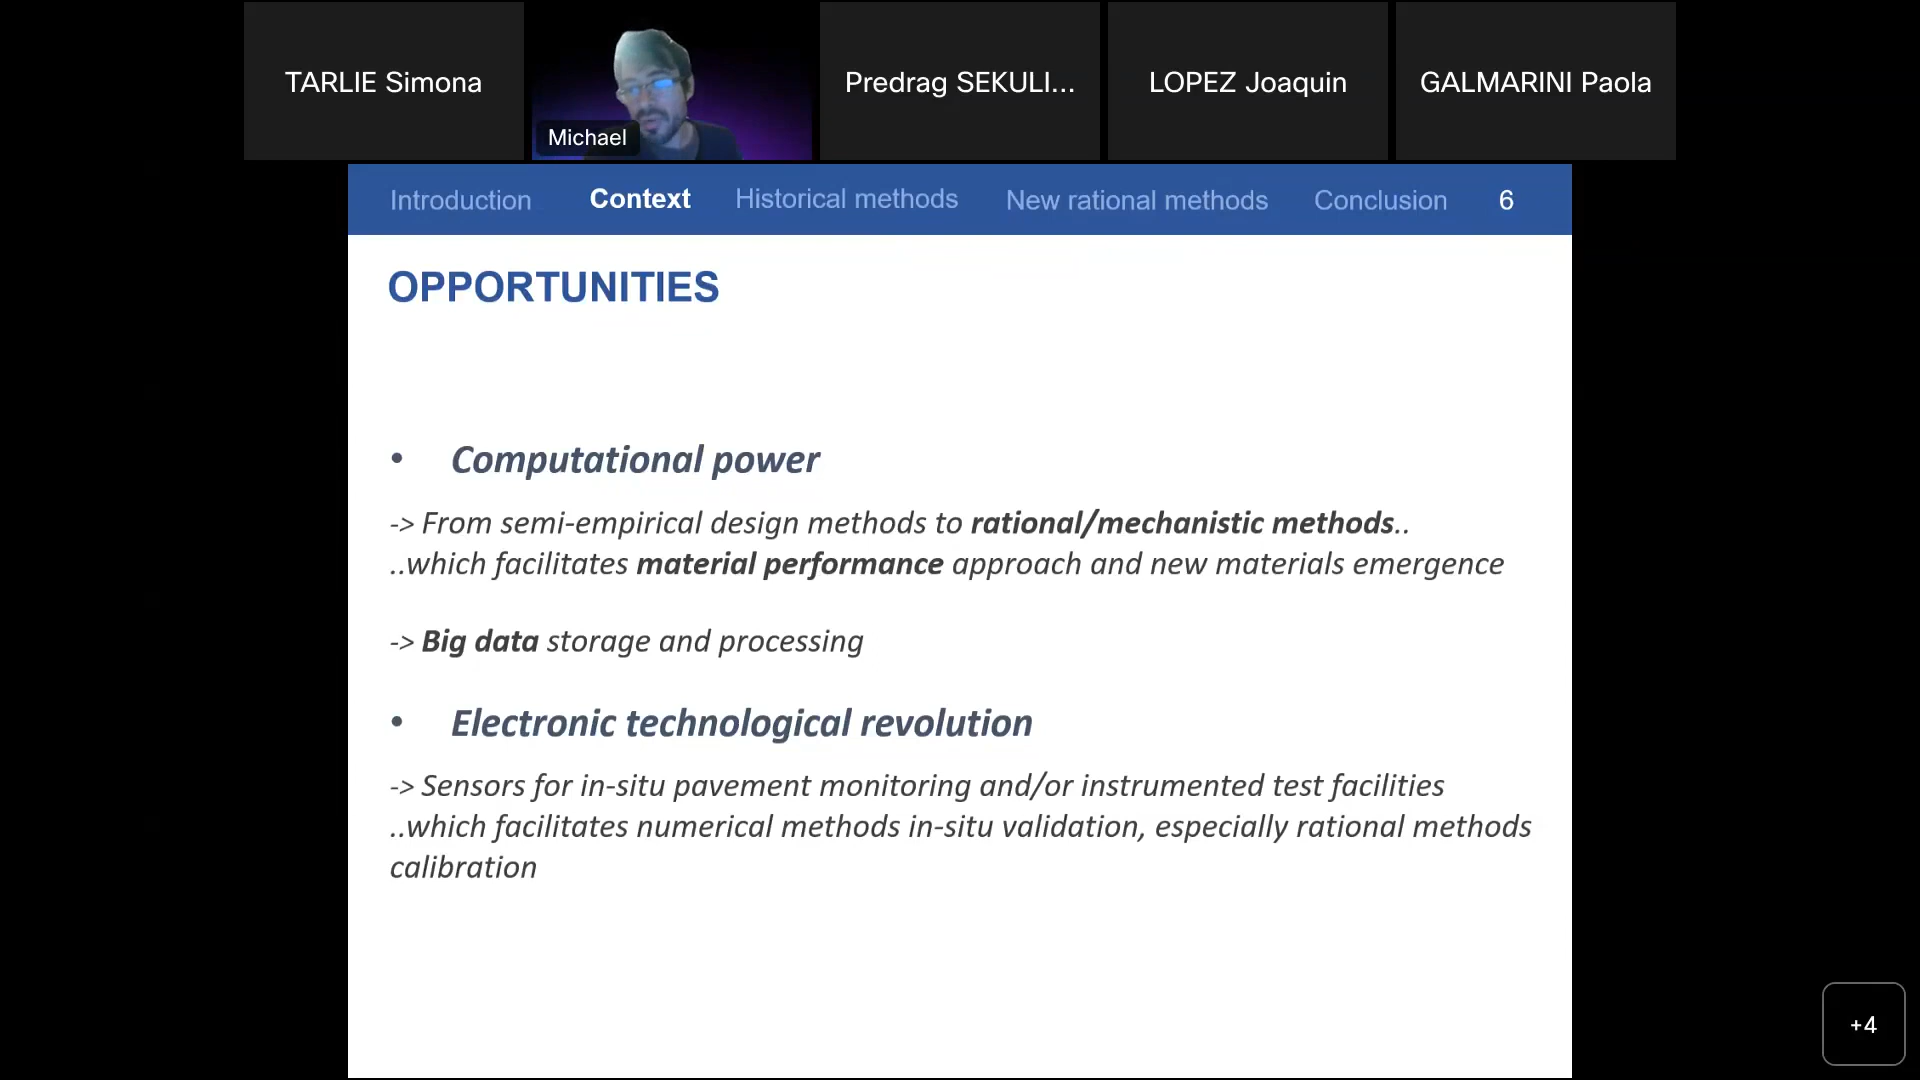 TARLIE Simona
Michael
Predrag SEKULI...
LOPEZ Joaquin
GALMARINI Paola
Introduction Context Historical methods New rational methods Conclusion 6
OPPORTUNITIES
• Computational power
-> From semi-empirical design methods to rational/mechanistic methods..
..which facilitates material performance approach and new materials emergence
-> Big data storage and processing
• Electronic technological revolution
-> Sensors for in-situ pavement monitoring and/or instrumented test facilities
..which facilitates numerical methods in-situ validation, especially rational methods
calibration
+4